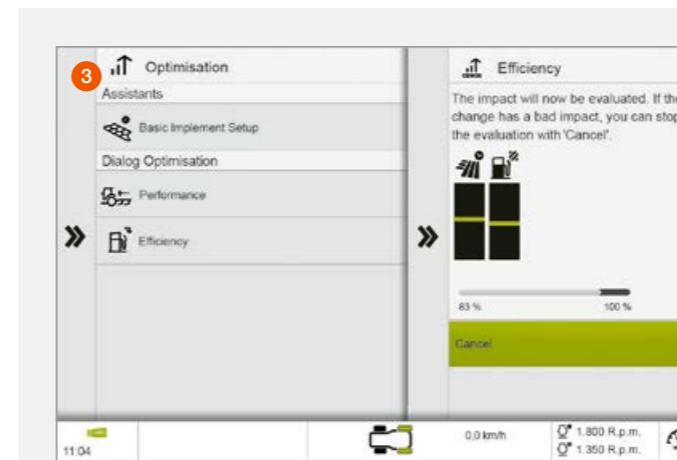 3
Optimisation
Assistants
Basic Implement Setup
Dialog Optimisation
Performance
Efficiency
Efficiency
The impact will now be evaluated. If the
change has a bad impact, you can stop
the evaluation with 'Cancel'.
83 % 100 %
Cancel
11:04
0,0 km/h
1.800 R.p.m.
1.350 R.p.m.